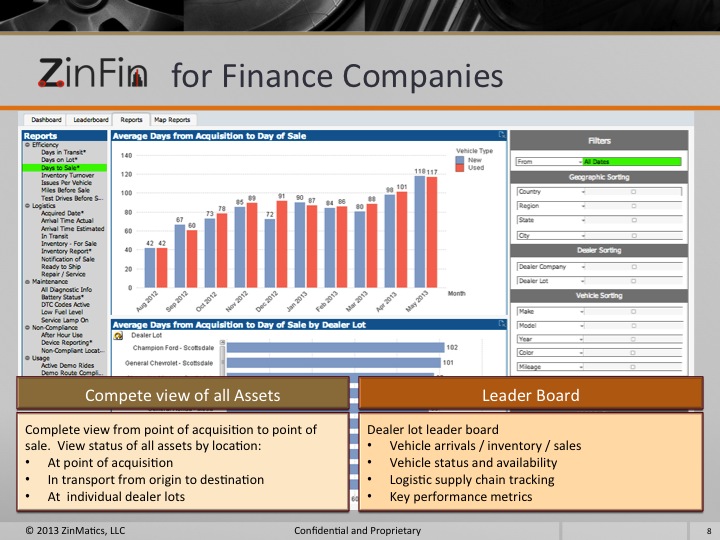 ZinFin for Finance Companies
Dashboard Leaderboard Reports Map Reports
Reports
Efficiency
Days in Transit*
Days on Lot*
Days to Sale*
Inventory Turnover
Issues Per Vehicle
Miles Before Sale
Test Drives Before S...
Logistics
Acquired Date*
Arrival Time Actual
Arrival Time Estimated
In Transit
Inventory - For Sale
Inventory Report*
Notification of Sale
Ready to Ship
Repair / Service
Maintenance
All Diagnostic Info
Battery Status*
DTC Codes Active
Low Fuel Level
Service Lamp On
Non-Compliance
After Hour Use
Device Reporting*
Non-Compliant Locat...
Usage
Active Demo Rides
Demo Route Compli...
Average Days from Acquisition to Day of Sale
Vehicle Type
New
Used
140
120
100
80
60
40
20
0
42 42
67 60
73 78
85 89
72 91
90 87
84 86
80 88
98 101
118 117
Aug 2012
Sep 2012
Oct 2012
Nov 2012
Dec 2012
Jan 2013
Feb 2013
Mar 2013
Apr 2013
May 2013
Month
Average Days from Acquisition to Day of Sale by Dealer Lot
Dealer Lot
Champion Ford - Scottsdale 102
General Chevrolet - Scottsdale 101
Filters
From All Dates
Geographic Sorting
Country
Region
State
City
Dealer Sorting
Dealer Company
Dealer Lot
Vehicle Sorting
Make
Model
Year
Color
Mileage
Compete view of all Assets
Complete view from point of acquisition to point of
sale. View status of all assets by location:
• At point of acquisition
• In transport from origin to destination
• At individual dealer lots
Leader Board
Dealer lot leader board
• Vehicle arrivals / inventory / sales
• Vehicle status and availability
• Logistic supply chain tracking
• Key performance metrics
© 2013 ZinMatics, LLC
Confidential and Proprietary
8